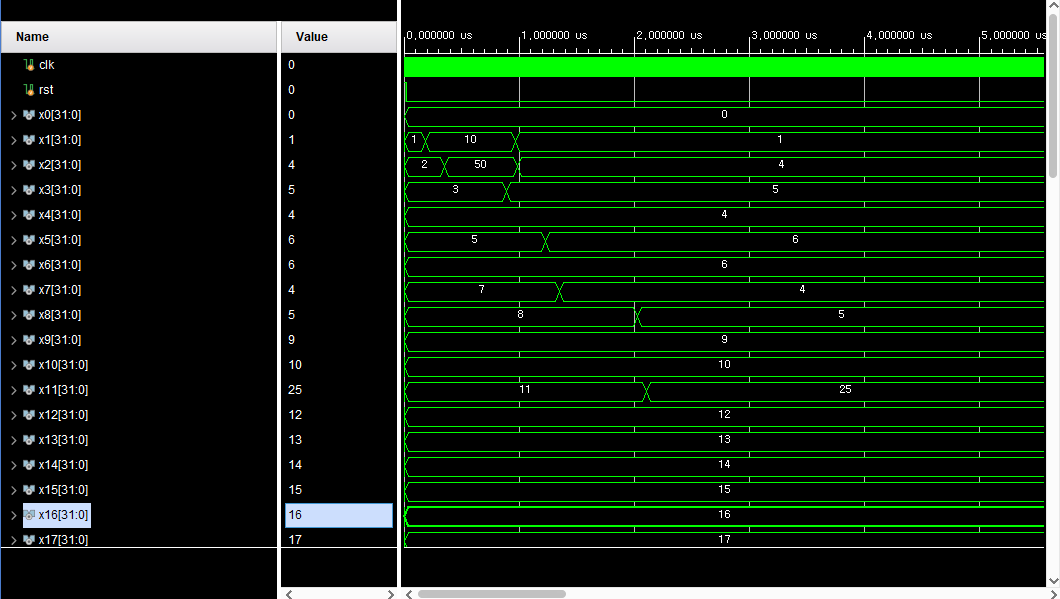 Name Value 0,000000 us 1,000000 us 2,000000 us 3,000000 us 4,000000 us 5,000000 us
clk 0
rst 0
x0[31:0] 0 0
x1[31:0] 1 1 10 1
x2[31:0] 4 2 50 4
x3[31:0] 5 3 5
x4[31:0] 4 4
x5[31:0] 6 5 6
x6[31:0] 6 6
x7[31:0] 4 7 4
x8[31:0] 5 8 5
x9[31:0] 9 9
x10[31:0] 10 10
x11[31:0] 25 11 25
x12[31:0] 12 12
x13[31:0] 13 13
x14[31:0] 14 14
x15[31:0] 15 15
x16[31:0] 16 16
x17[31:0] 17 17